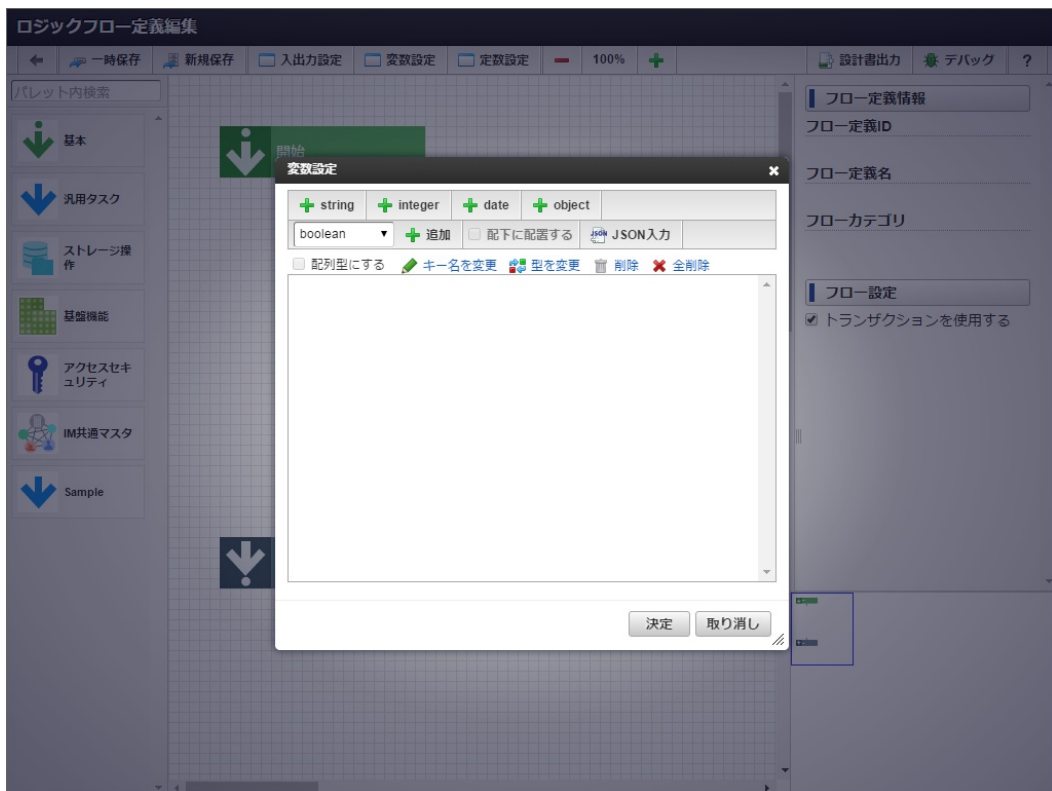 ロジックフロー定義編集
一時保存 新規保存 入出力設定 変数設定 定数設定 100% 設計書出力 デバッグ ?
パレット内検索
基本
汎用タスク
ストレージ操
作
基盤機能
アクセスセキ
ュリティ
IM共通マスタ
Sample
開始
変数設定
string integer date object
boolean 追加 配下に配置する JSON JSON入力
配列型にする キー名を変更 型を変更 削除 全削除
決定 取り消し
フロー定義情報
フロー定義ID
フロー定義名
フローカテゴリ
フロー設定
トランザクションを使用する